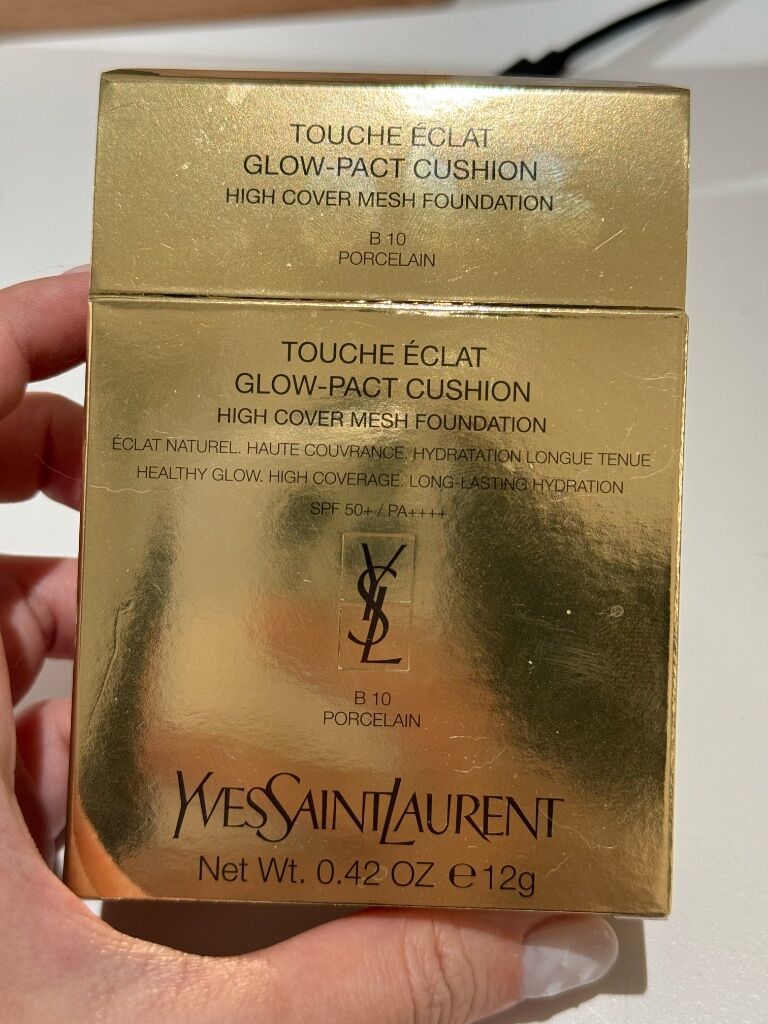 TOUCHE ÉCLAT
GLOW-PACT CUSHION
HIGH COVER MESH FOUNDATION
B 10
PORCELAIN
TOUCHE ÉCLAT
GLOW-PACT CUSHION
HIGH COVER MESH FOUNDATION
ÉCLAT NATUREL. HAUTE COUVRANCE. HYDRATATION LONGUE TENUE
HEALTHY GLOW. HIGH COVERAGE. LONG-LASTING HYDRATION
SPF 50+ / PA++++
YSL
B 10
PORCELAIN
YVESSAINTLAURENT
Net Wt. 0.42 OZ ℮ 12g